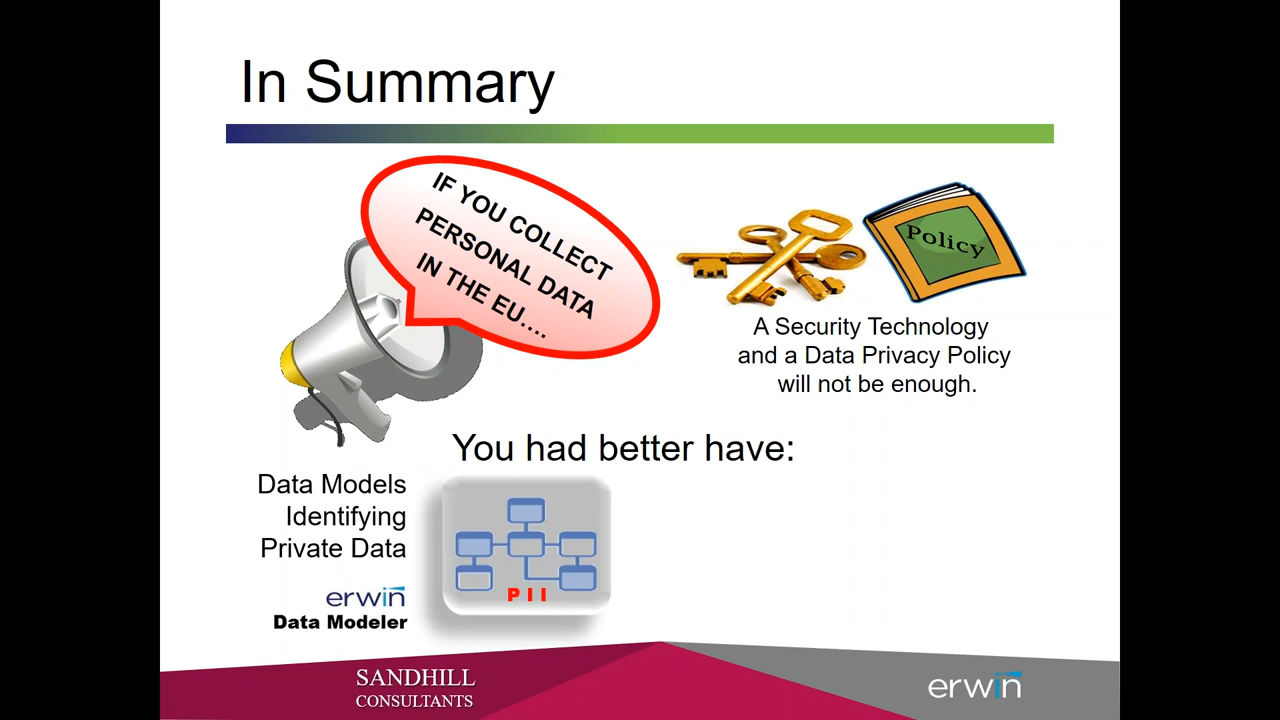 In Summary
IF YOU COLLECT
PERSONAL DATA
IN THE EU....
Policy
A Security Technology
and a Data Privacy Policy
will not be enough.
You had better have:
Data Models
Identifying
Private Data
erwin
Data Modeler
PII
SANDHILL
CONSULTANTS
erwin